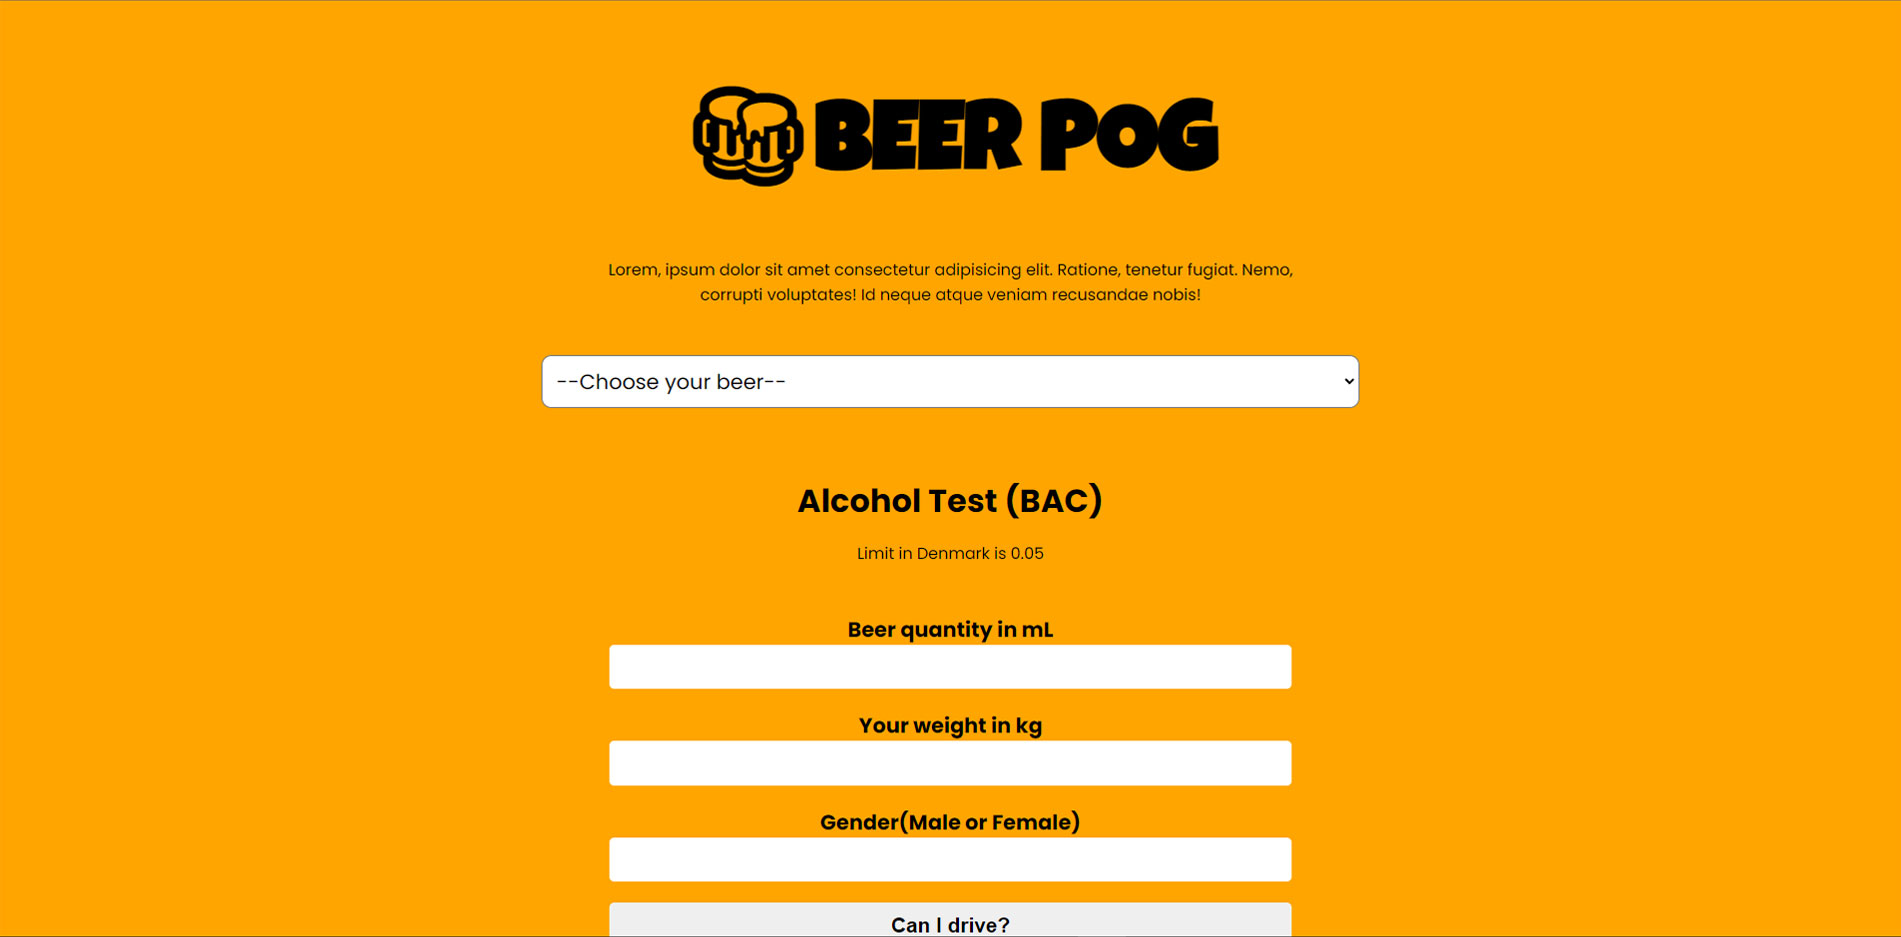 BEER POG
Lorem, ipsum dolor sit amet consectetur adipisicing elit. Ratione, tenetur fugiat. Nemo,
corrupti voluptates! Id neque atque veniam recusandae nobis!
--Choose your beer--
Alcohol Test (BAC)
Limit in Denmark is 0.05
Beer quantity in mL
Your weight in kg
Gender(Male or Female)
Can I drive?